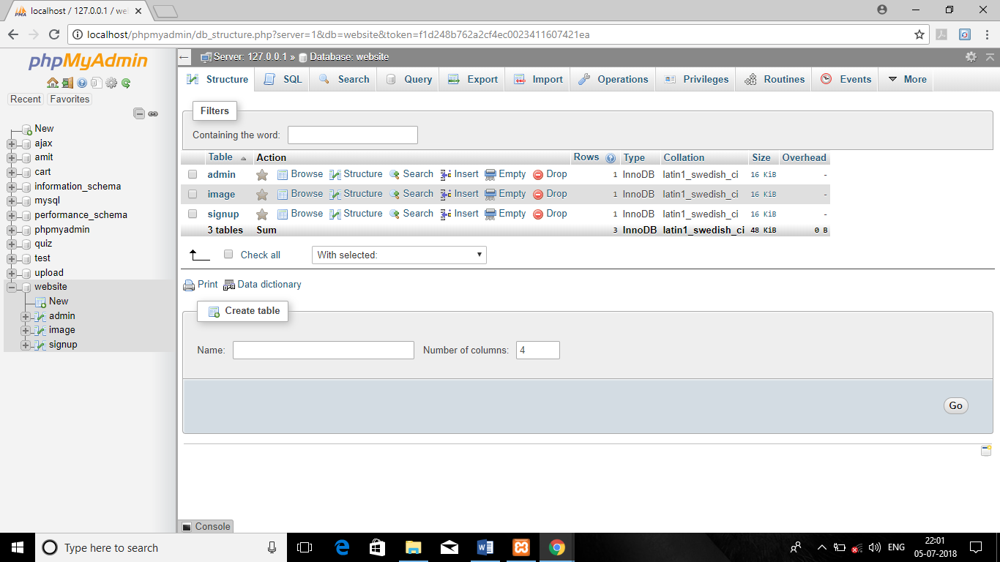 localhost / 127.0.0.1 / we
localhost/phpmyadmin/db_structure.php?server=1&db=website&token=f1d248b762a2cf4ec0023411607421ea
phpMyAdmin
Recent Favorites
New
ajax
amit
cart
information_schema
mysql
performance_schema
phpmyadmin
quiz
test
upload
website
New
admin
image
signup
Server: 127.0.0.1 » Database: website
Structure SQL Search Query Export Import Operations Privileges Routines Events More
Filters
Containing the word:
Table Action Rows Type Collation Size Overhead
admin Browse Structure Search Insert Empty Drop 1 InnoDB latin1_swedish_ci 16 KiB -
image Browse Structure Search Insert Empty Drop 1 InnoDB latin1_swedish_ci 16 KiB -
signup Browse Structure Search Insert Empty Drop 1 InnoDB latin1_swedish_ci 16 KiB -
3 tables Sum 3 InnoDB latin1_swedish_ci 48 KiB 0 B
Check all With selected:
Print Data dictionary
Create table
Name: Number of columns: 4
Go
Console
Type here to search
ENG
22:01
05-07-2018